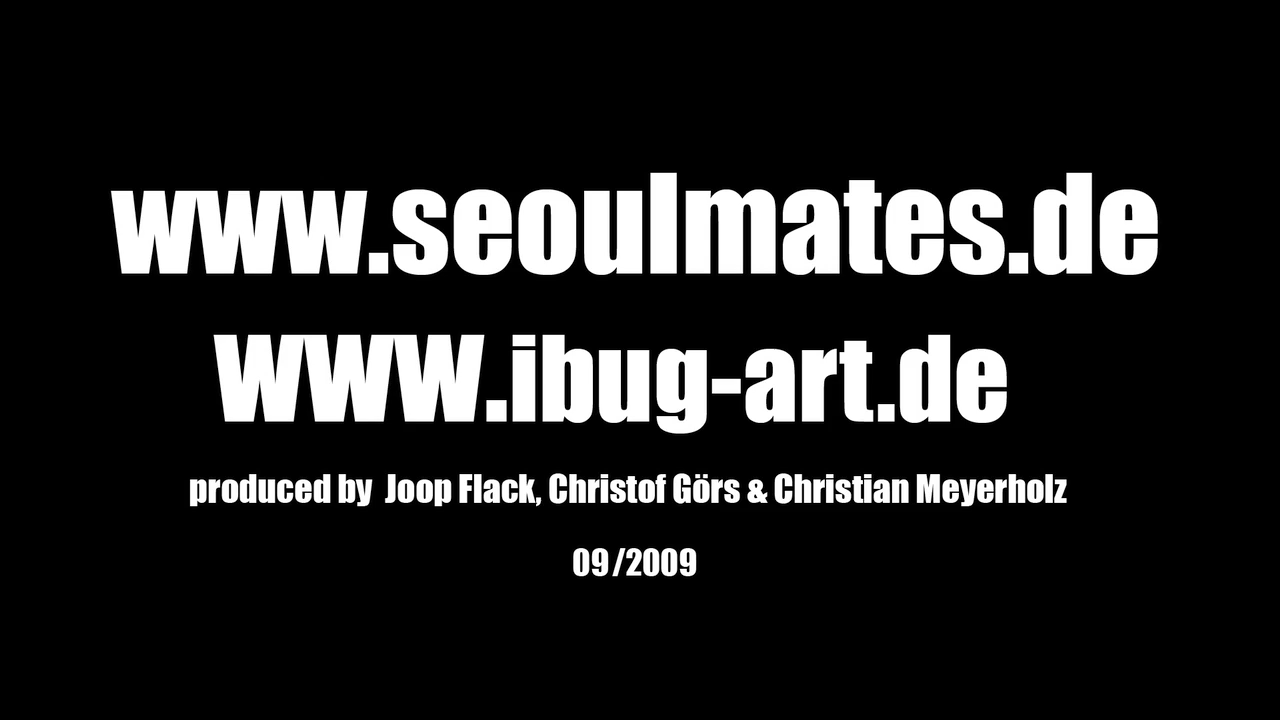 www.seoulmates.de
WWW.ibug-art.de
produced by Joop Flack, Christof Görs & Christian Meyerholz
09/2009